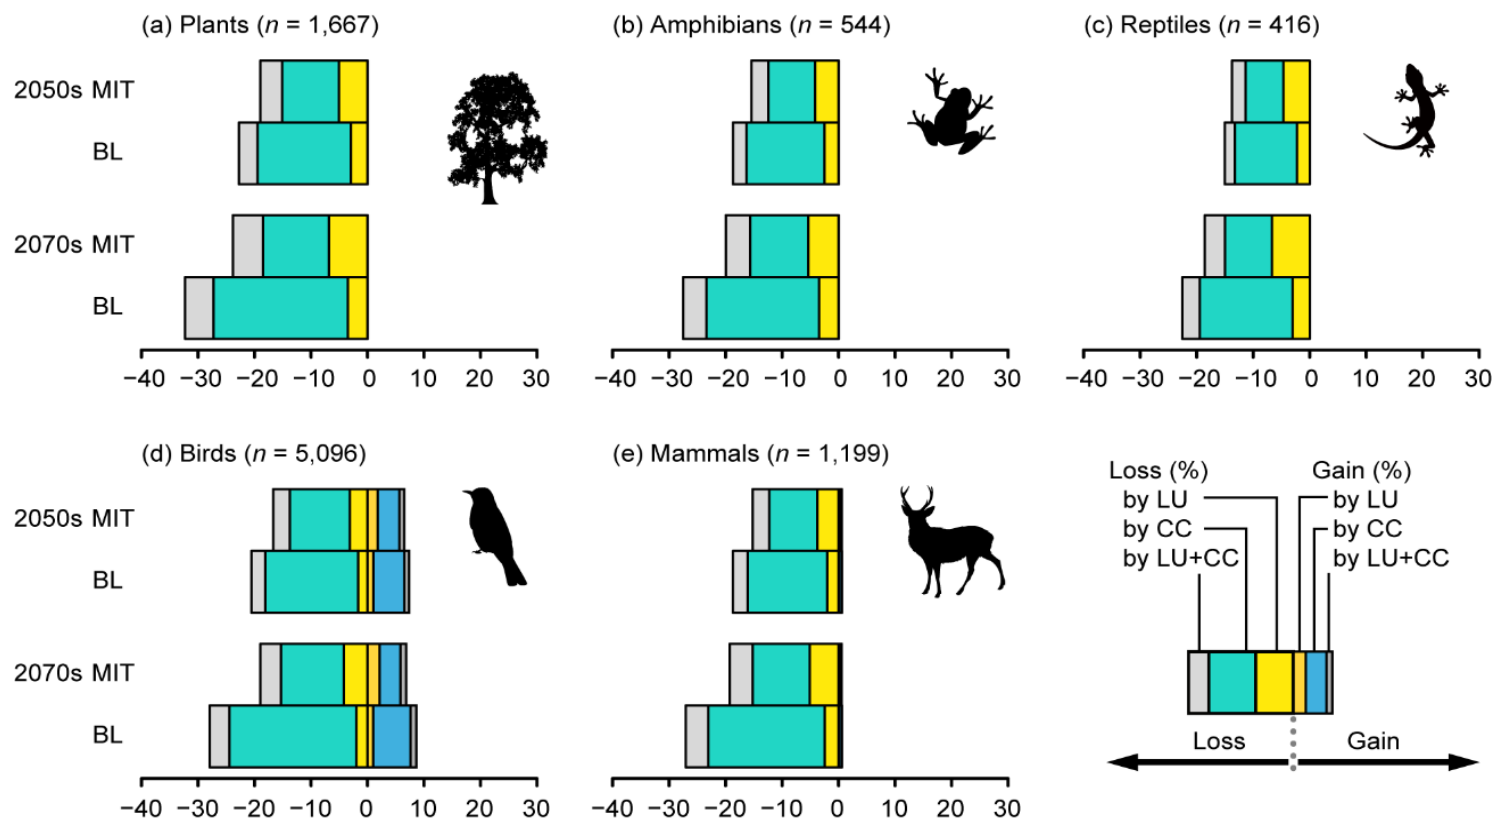 (a) Plants (n = 1,667)
(b) Amphibians (n = 544)
(c) Reptiles (n = 416)
2050s MIT
BL
2070s MIT
BL
−40 −30 −20 −10 0 10 20 30
−40 −30 −20 −10 0 10 20 30
−40 −30 −20 −10 0 10 20 30
(d) Birds (n = 5,096)
(e) Mammals (n = 1,199)
2050s MIT
BL
2070s MIT
BL
−40 −30 −20 −10 0 10 20 30
−40 −30 −20 −10 0 10 20 30
Loss (%)
by LU
by CC
by LU+CC
Gain (%)
by LU
by CC
by LU+CC
Loss
Gain